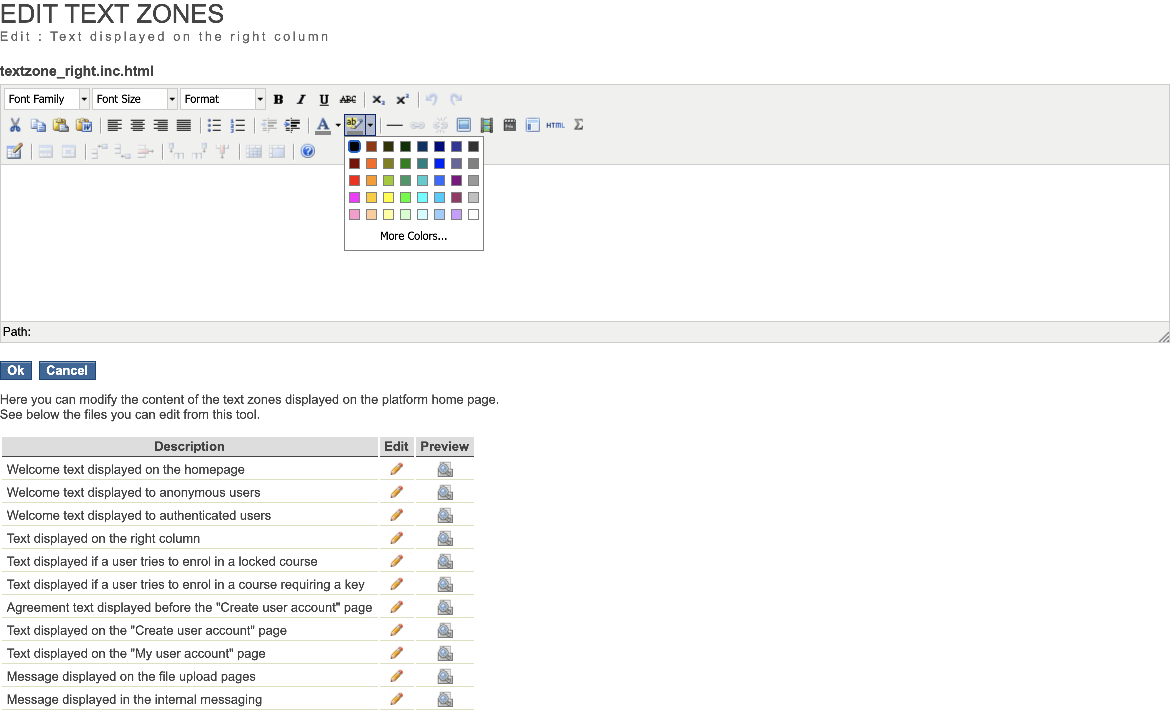 EDIT TEXT ZONES
Edit : Text displayed on the right column
textzone_right.inc.html
Font Family Font Size Format B I U ABC x₂ x²
A ab HTML Σ
More Colors...
Path:
Ok Cancel
Here you can modify the content of the text zones displayed on the platform home page.
See below the files you can edit from this tool.
Description Edit Preview
Welcome text displayed on the homepage
Welcome text displayed to anonymous users
Welcome text displayed to authenticated users
Text displayed on the right column
Text displayed if a user tries to enrol in a locked course
Text displayed if a user tries to enrol in a course requiring a key
Agreement text displayed before the "Create user account" page
Text displayed on the "Create user account" page
Text displayed on the "My user account" page
Message displayed on the file upload pages
Message displayed in the internal messaging